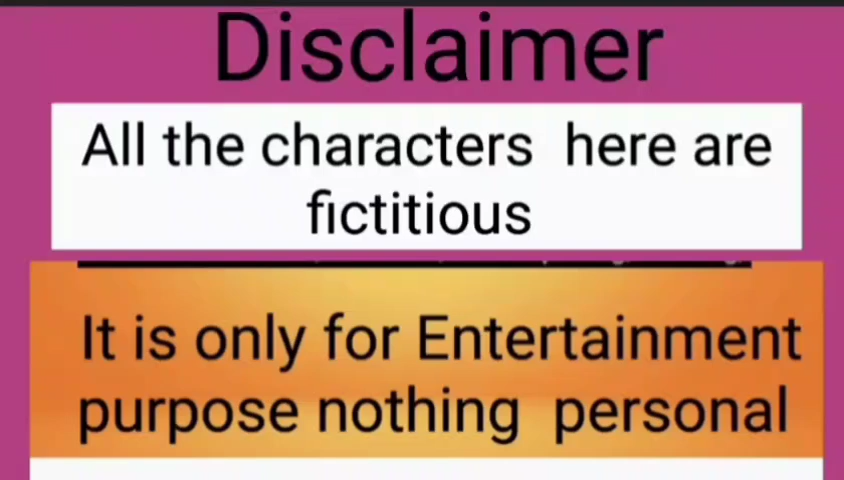 Disclaimer
All the characters here are
fictitious
It is only for Entertainment
purpose nothing personal